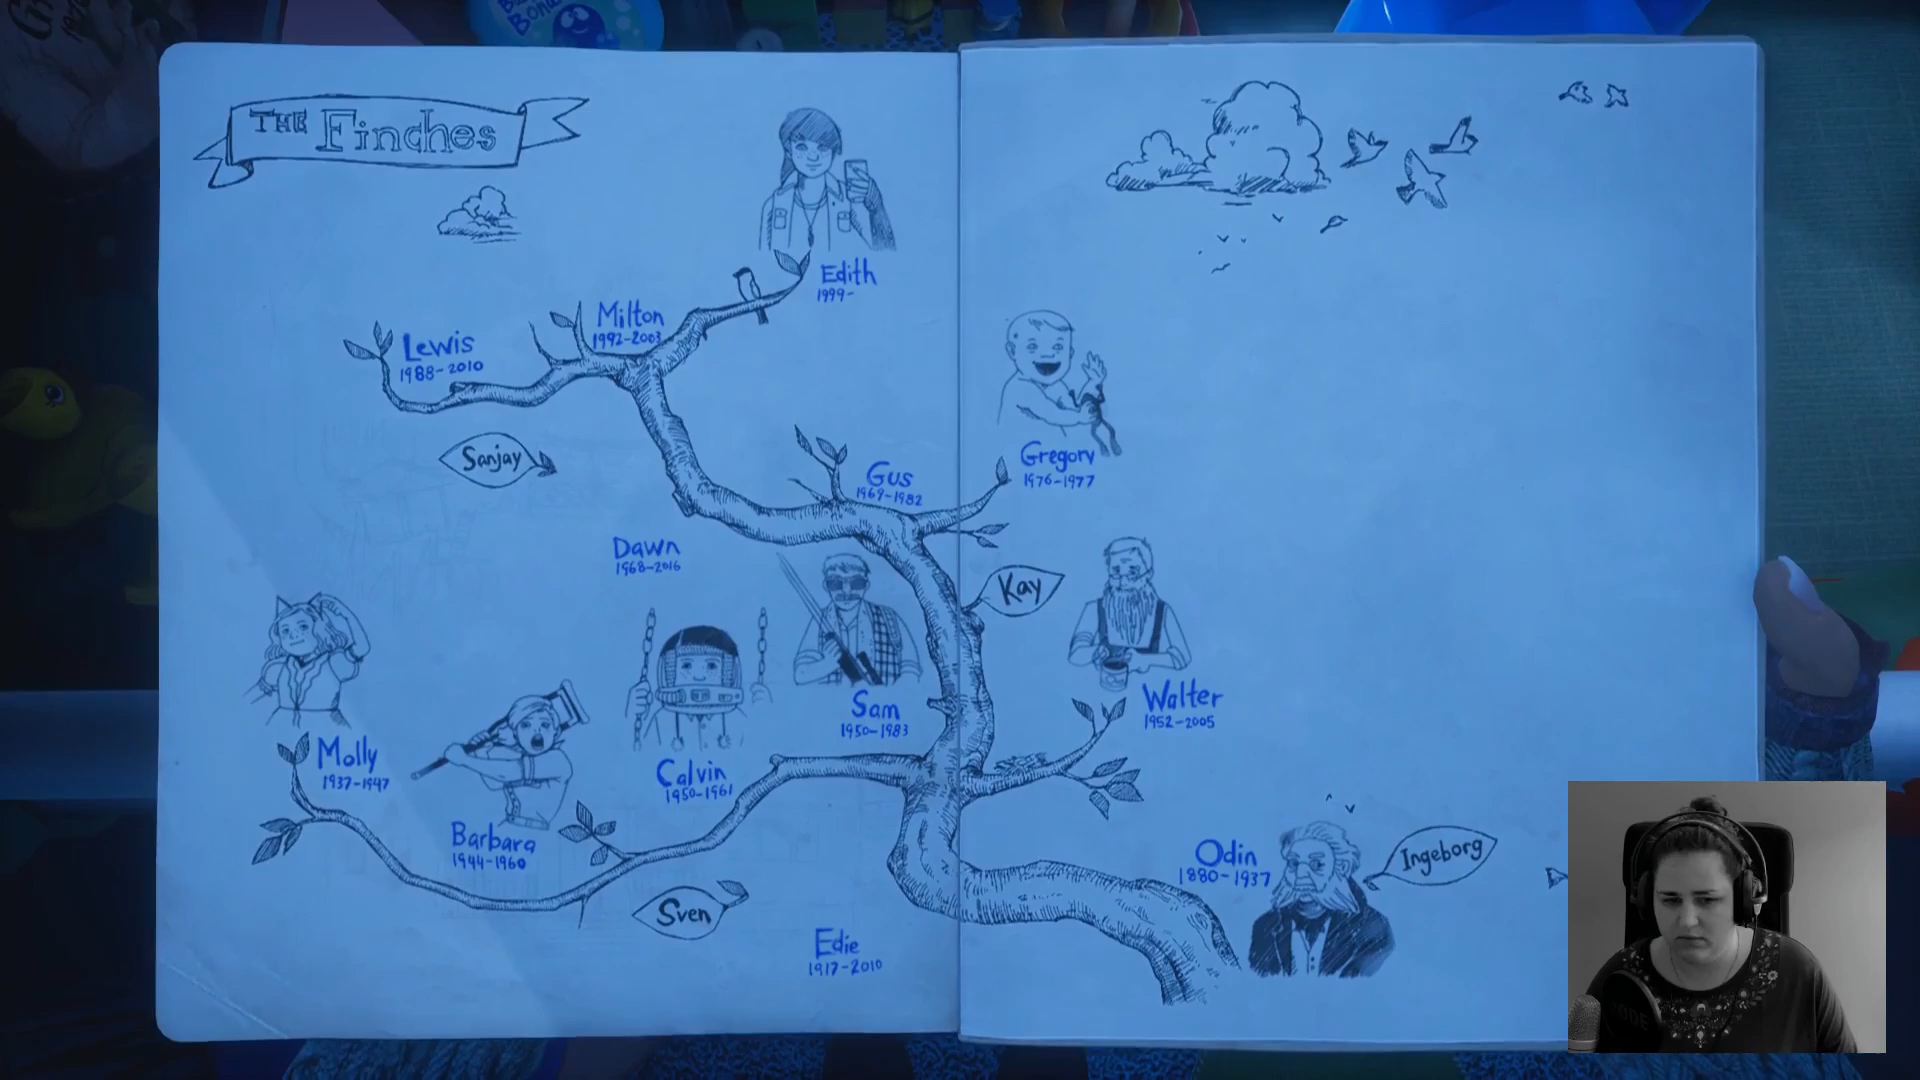 THE Finches
Edith
1999-
Milton
1992-2003
Lewis
1988-2010
Sanjay
Gregory
1976-1977
Gus
1969-1982
Dawn
1968-2016
Kay
Walter
1952-2005
Sam
1950-1983
Molly
1937-1947
Calvin
1950-1961
Barbara
1944-1960
Odin
1880-1937
Ingeborg
Sven
Edie
1917-2010